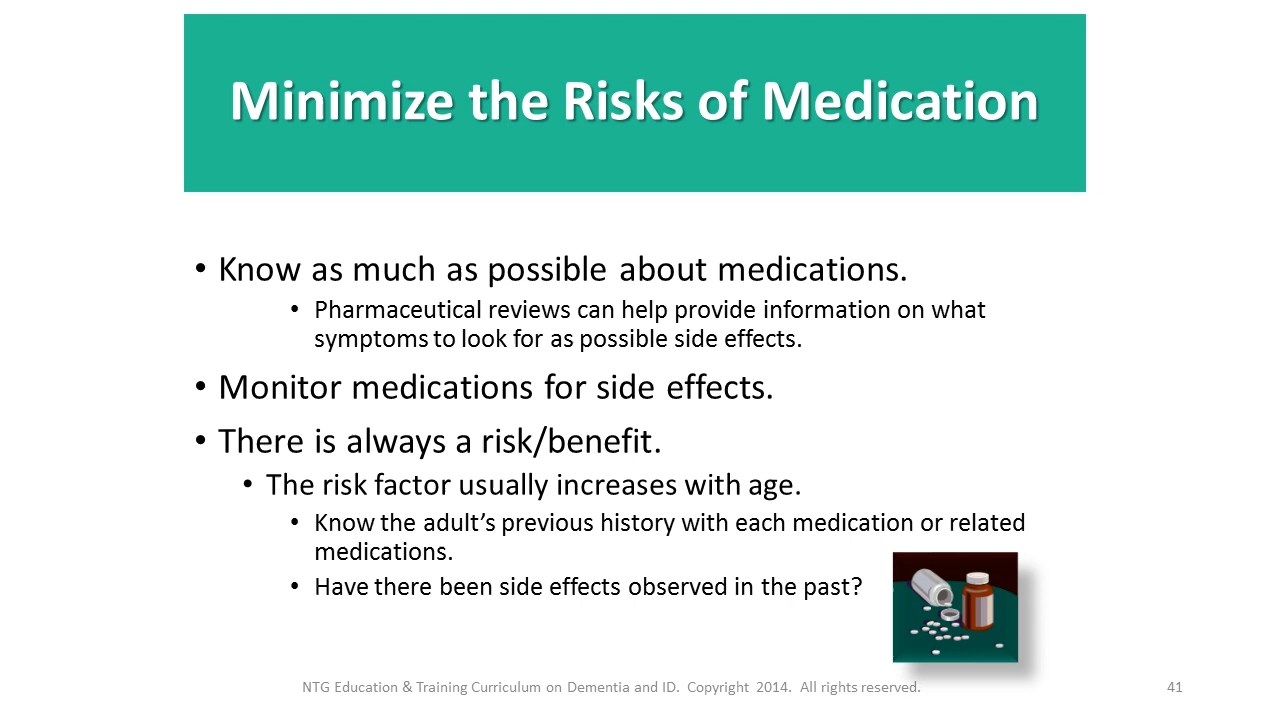 Minimize the Risks of Medication
• Know as much as possible about medications.
• Pharmaceutical reviews can help provide information on what
symptoms to look for as possible side effects.
• Monitor medications for side effects.
• There is always a risk/benefit.
• The risk factor usually increases with age.
• Know the adult’s previous history with each medication or related
medications.
• Have there been side effects observed in the past?
NTG Education & Training Curriculum on Dementia and ID.  Copyright  2014.  All rights reserved.
41